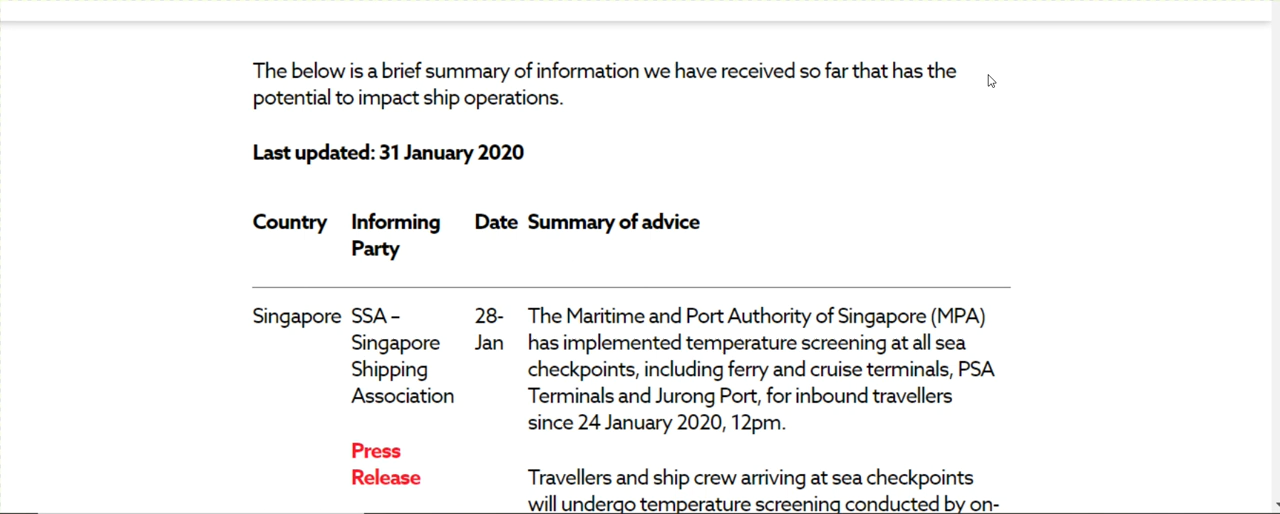 The below is a brief summary of information we have received so far that has the
potential to impact ship operations.
Last updated: 31 January 2020
Country Informing Party Date Summary of advice
Singapore SSA – The Maritime and Port Authority of Singapore (MPA)
28-
Singapore Jan has implemented temperature screening at all sea
Shipping checkpoints, including ferry and cruise terminals, PSA
Association Terminals and Jurong Port, for inbound travellers
since 24 January 2020, 12pm.
Press
Release Travellers and ship crew arriving at sea checkpoints
will undergo temperature screening conducted by on-